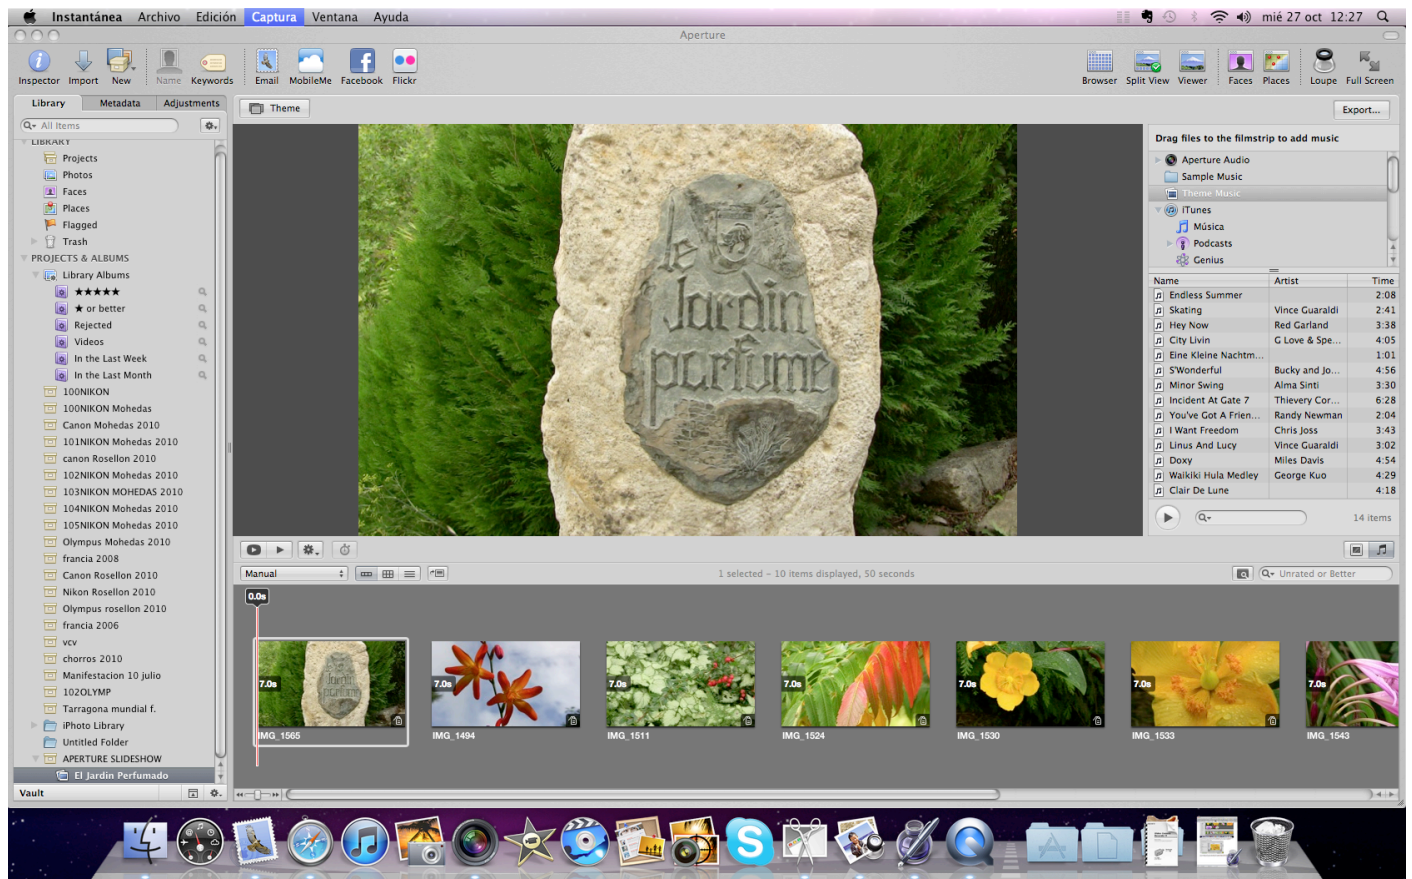 Instantánea Archivo Edición Captura Ventana Ayuda mié 27 oct 12:27
Aperture
Inspector Import New Name Keywords Email MobileMe Facebook Flickr Browser Split View Viewer Faces Places Loupe Full Screen
Library Metadata Adjustments
Theme
Export...
All Items
LIBRARY
Projects
Photos
Faces
Places
Flagged
Trash
PROJECTS & ALBUMS
Library Albums
★★★★★
★ or better
Rejected
Videos
In the Last Week
In the Last Month
100NIKON
100NIKON Mohedas
Canon Mohedas 2010
101NIKON Mohedas 2010
canon Rosellon 2010
102NIKON Mohedas 2010
103NIKON MOHEDAS 2010
104NIKON Mohedas 2010
105NIKON Mohedas 2010
Olympus Mohedas 2010
francia 2008
Canon Rosellon 2010
Nikon Rosellon 2010
Olympus rosellon 2010
francia 2006
vcv
chorros 2010
Manifestacion 10 julio
102OLYMP
Tarragona mundial f.
iPhoto Library
Untitled Folder
APERTURE SLIDESHOW
El Jardin Perfumado
Vault
le
Jardin
parfume
Drag files to the filmstrip to add music
Aperture Audio
Sample Music
Theme Music
iTunes
Música
Podcasts
Genius
Name Artist Time
Endless Summer 2:08
Skating Vince Guaraldi 2:41
Hey Now Red Garland 3:38
City Livin G Love & Spe... 4:05
Eine Kleine Nachtm... 1:01
S'Wonderful Bucky and Jo... 4:56
Minor Swing Alma Sinti 3:30
Incident At Gate 7 Thievery Cor... 6:28
You've Got A Frien... Randy Newman 2:04
I Want Freedom Chris Joss 3:43
Linus And Lucy Vince Guaraldi 3:02
Doxy Miles Davis 4:54
Waikiki Hula Medley George Kuo 4:29
Clair De Lune 4:18
14 items
Manual
1 selected – 10 items displayed, 50 seconds
Unrated or Better
0.0s
Jardin
parfume
7.0s 7.0s 7.0s 7.0s 7.0s 7.0s 7.0s
IMG_1565 IMG_1494 IMG_1511 IMG_1524 IMG_1530 IMG_1533 IMG_1543